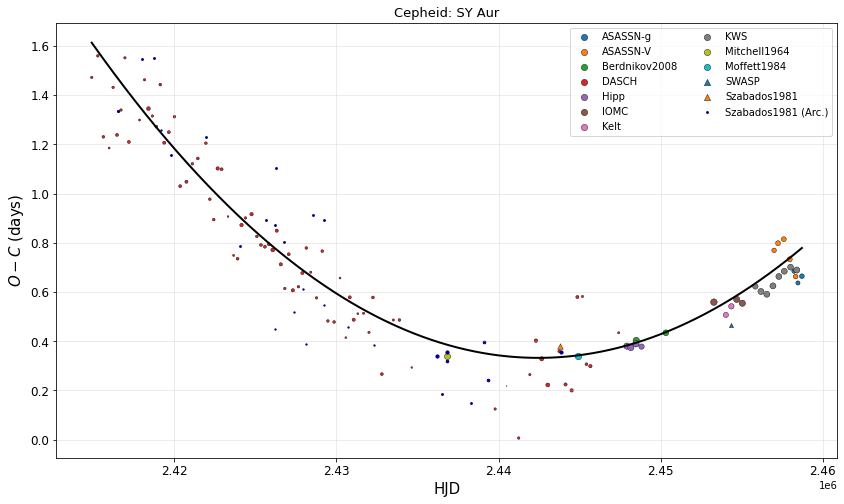 Cepheid: SY Aur
ASASSN-g
ASASSN-V
Berdnikov2008
DASCH
Hipp
IOMC
Kelt
KWS
Mitchell1964
Moffett1984
SWASP
Szabados1981
Szabados1981 (Arc.)
O − C (days)
1.6
1.4
1.2
1.0
0.8
0.6
0.4
0.2
0.0
2.42 2.43 2.44 2.45 2.46
1e6
HJD